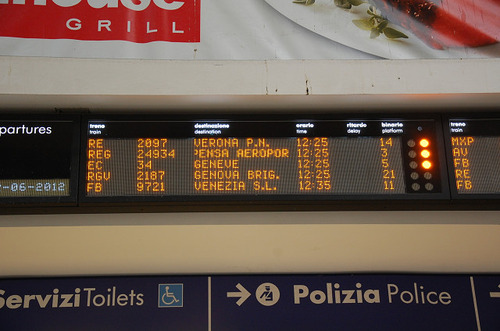 GRILL
partures
treno
train
destinazione
destination
orario
time
ritardo
delay
binario
platform
RE 2097 VERONA P.N. 12:25 14
REG 24934 PENSA AEROPOR 12:25 3
EC 34 GENEVE 12:25 5
RGV 2187 GENOVA BRIG. 12:25 21
FB 9721 VENEZIA S.L. 12:35 11
-06-2012
treno
train
MXP
AV
FB
RE
FB
Servizi Toilets
Polizia Police